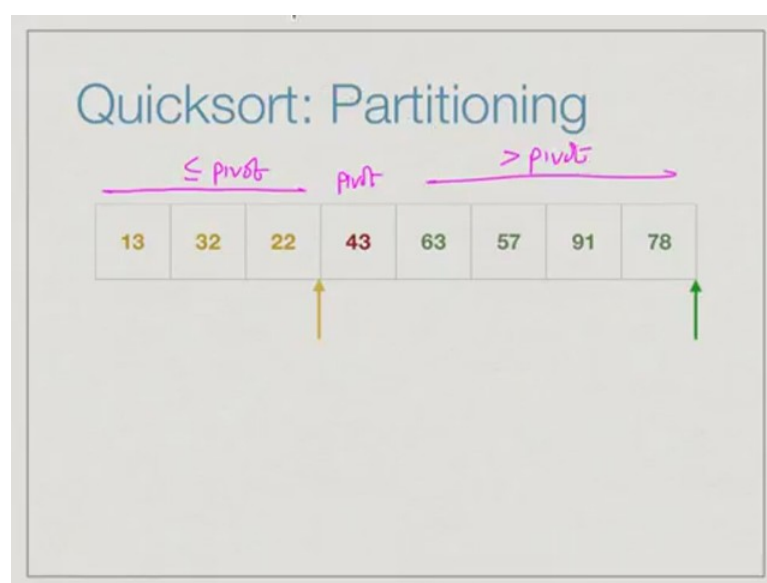 Quicksort: Partitioning
≤ pivot pivot > pivot
13 32 22 43 63 57 91 78